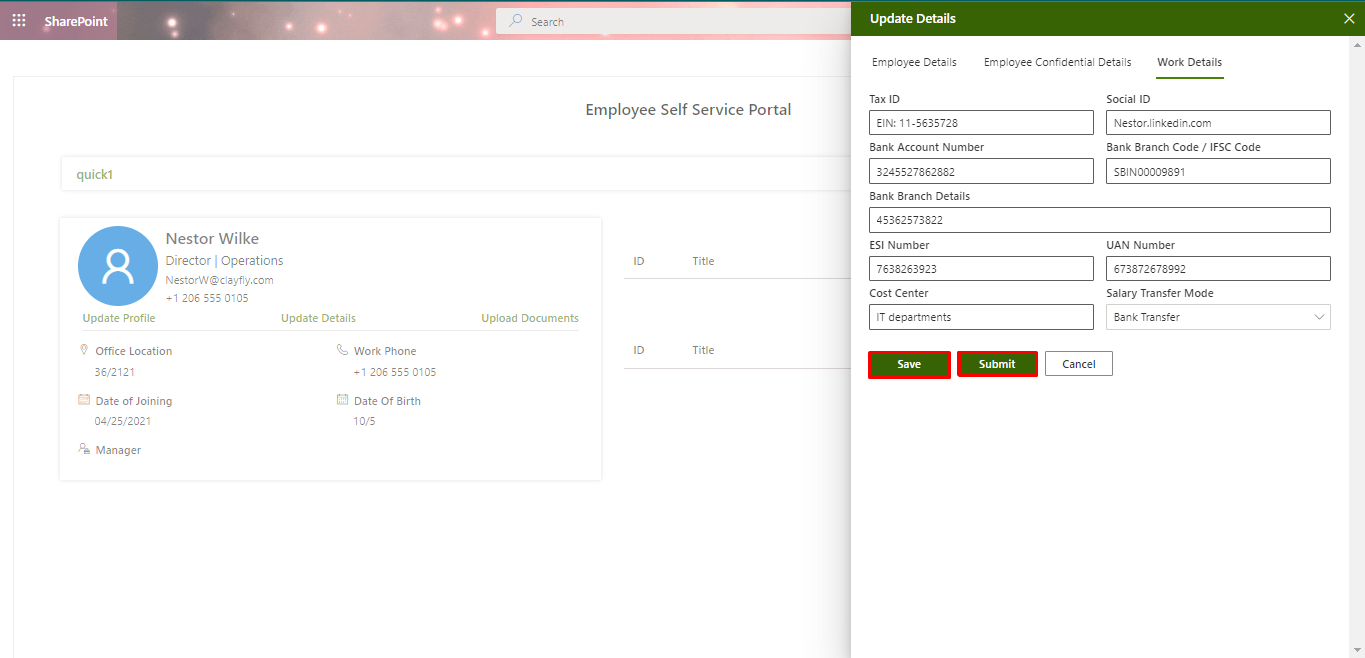 SharePoint
Search
Employee Self Service Portal
quick1
Nestor Wilke
Director | Operations
NestorW@clayfly.com
+1 206 555 0105
Update Profile Update Details Upload Documents
Office Location Work Phone
36/2121 +1 206 555 0105
Date of Joining Date Of Birth
04/25/2021 10/5
Manager
ID Title
ID Title
Update Details
Employee Details Employee Confidential Details Work Details
Tax ID Social ID
EIN: 11-5635728 Nestor.linkedin.com
Bank Account Number Bank Branch Code / IFSC Code
3245527862882 SBIN00009891
Bank Branch Details
45362573822
ESI Number UAN Number
7638263923 673872678992
Cost Center Salary Transfer Mode
IT departments Bank Transfer
Save Submit Cancel